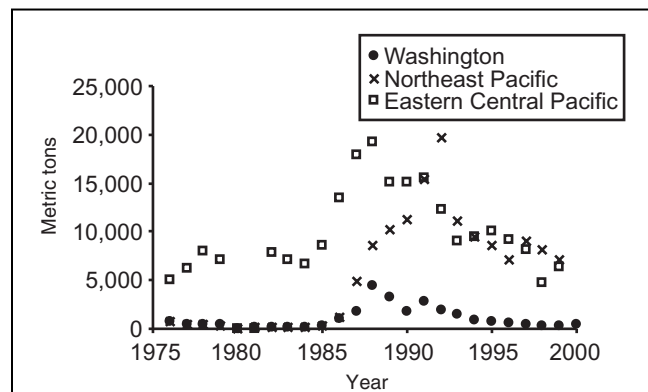 Washington
Northeast Pacific
Eastern Central Pacific
25,000
20,000
15,000
10,000
5,000
0
Metric tons
1975 1980 1985 1990 1995 2000
Year